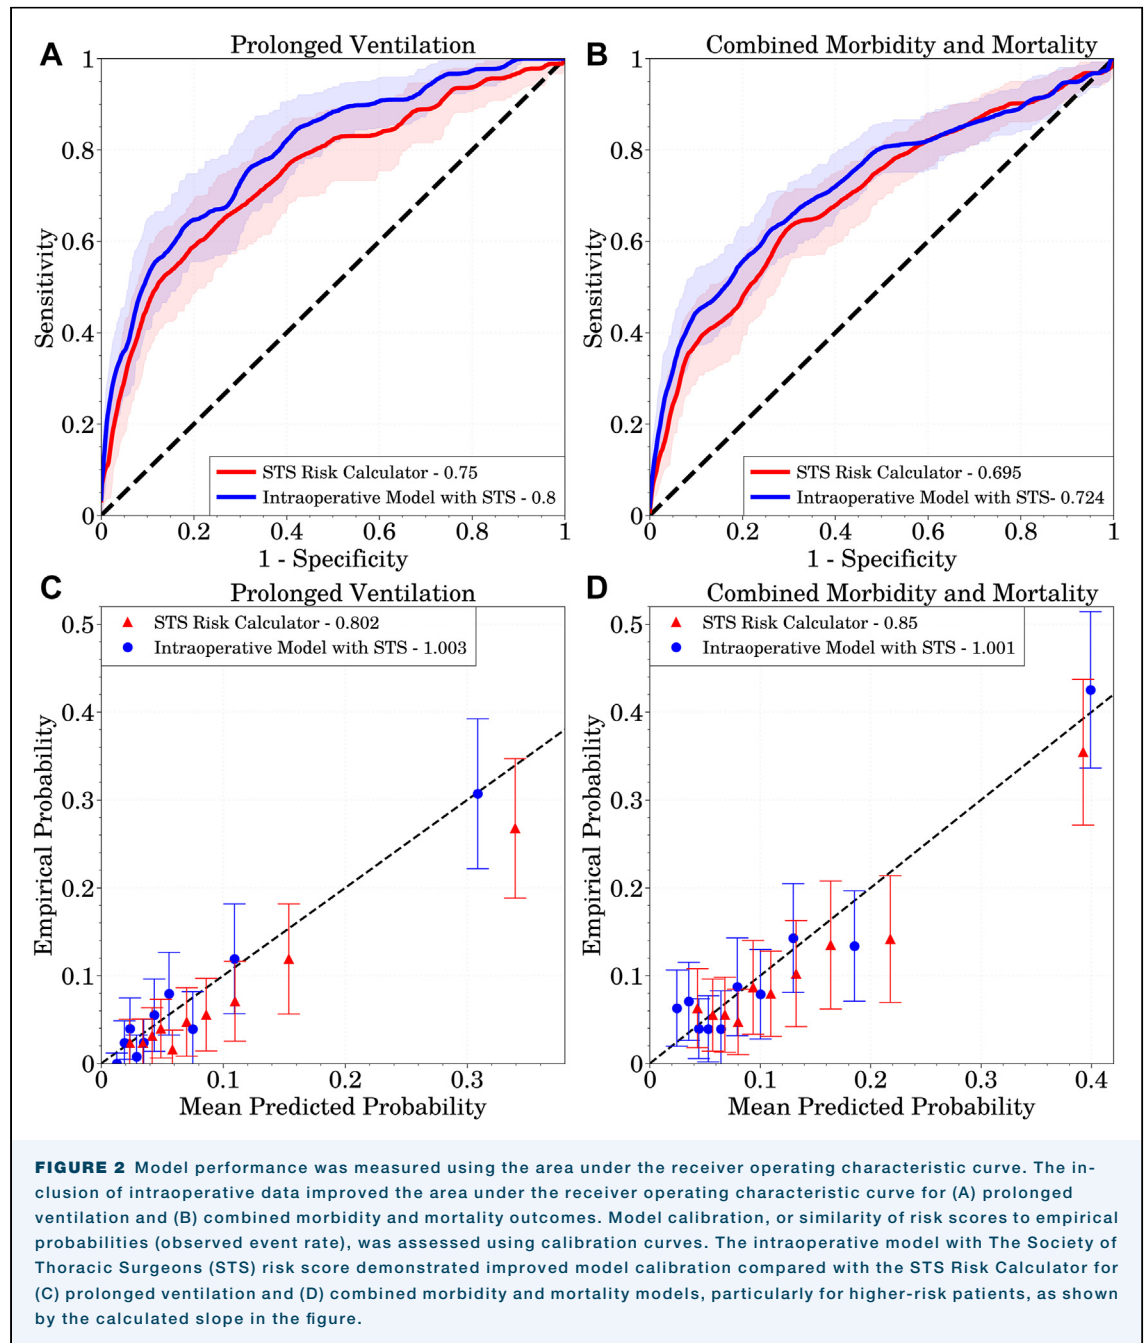 A
Prolonged Ventilation
1
0.8
0.6
0.4
0.2
0
Sensitivity
STS Risk Calculator - 0.75
Intraoperative Model with STS - 0.8
0 0.2 0.4 0.6 0.8 1
1 - Specificity
B
Combined Morbidity and Mortality
1
0.8
0.6
0.4
0.2
0
Sensitivity
STS Risk Calculator - 0.695
Intraoperative Model with STS- 0.724
0 0.2 0.4 0.6 0.8 1
1 - Specificity
C
Prolonged Ventilation
STS Risk Calculator - 0.802
Intraoperative Model with STS - 1.003
0.5
0.4
0.3
0.2
0.1
0
Empirical Probability
0 0.1 0.2 0.3
Mean Predicted Probability
D
Combined Morbidity and Mortality
STS Risk Calculator - 0.85
Intraoperative Model with STS - 1.001
0.5
0.4
0.3
0.2
0.1
0
Empirical Probability
0 0.1 0.2 0.3 0.4
Mean Predicted Probability
FIGURE 2 Model performance was measured using the area under the receiver operating characteristic curve. The in-
clusion of intraoperative data improved the area under the receiver operating characteristic curve for (A) prolonged
ventilation and (B) combined morbidity and mortality outcomes. Model calibration, or similarity of risk scores to empirical
probabilities (observed event rate), was assessed using calibration curves. The intraoperative model with The Society of
Thoracic Surgeons (STS) risk score demonstrated improved model calibration compared with the STS Risk Calculator for
(C) prolonged ventilation and (D) combined morbidity and mortality models, particularly for higher-risk patients, as shown
by the calculated slope in the figure.